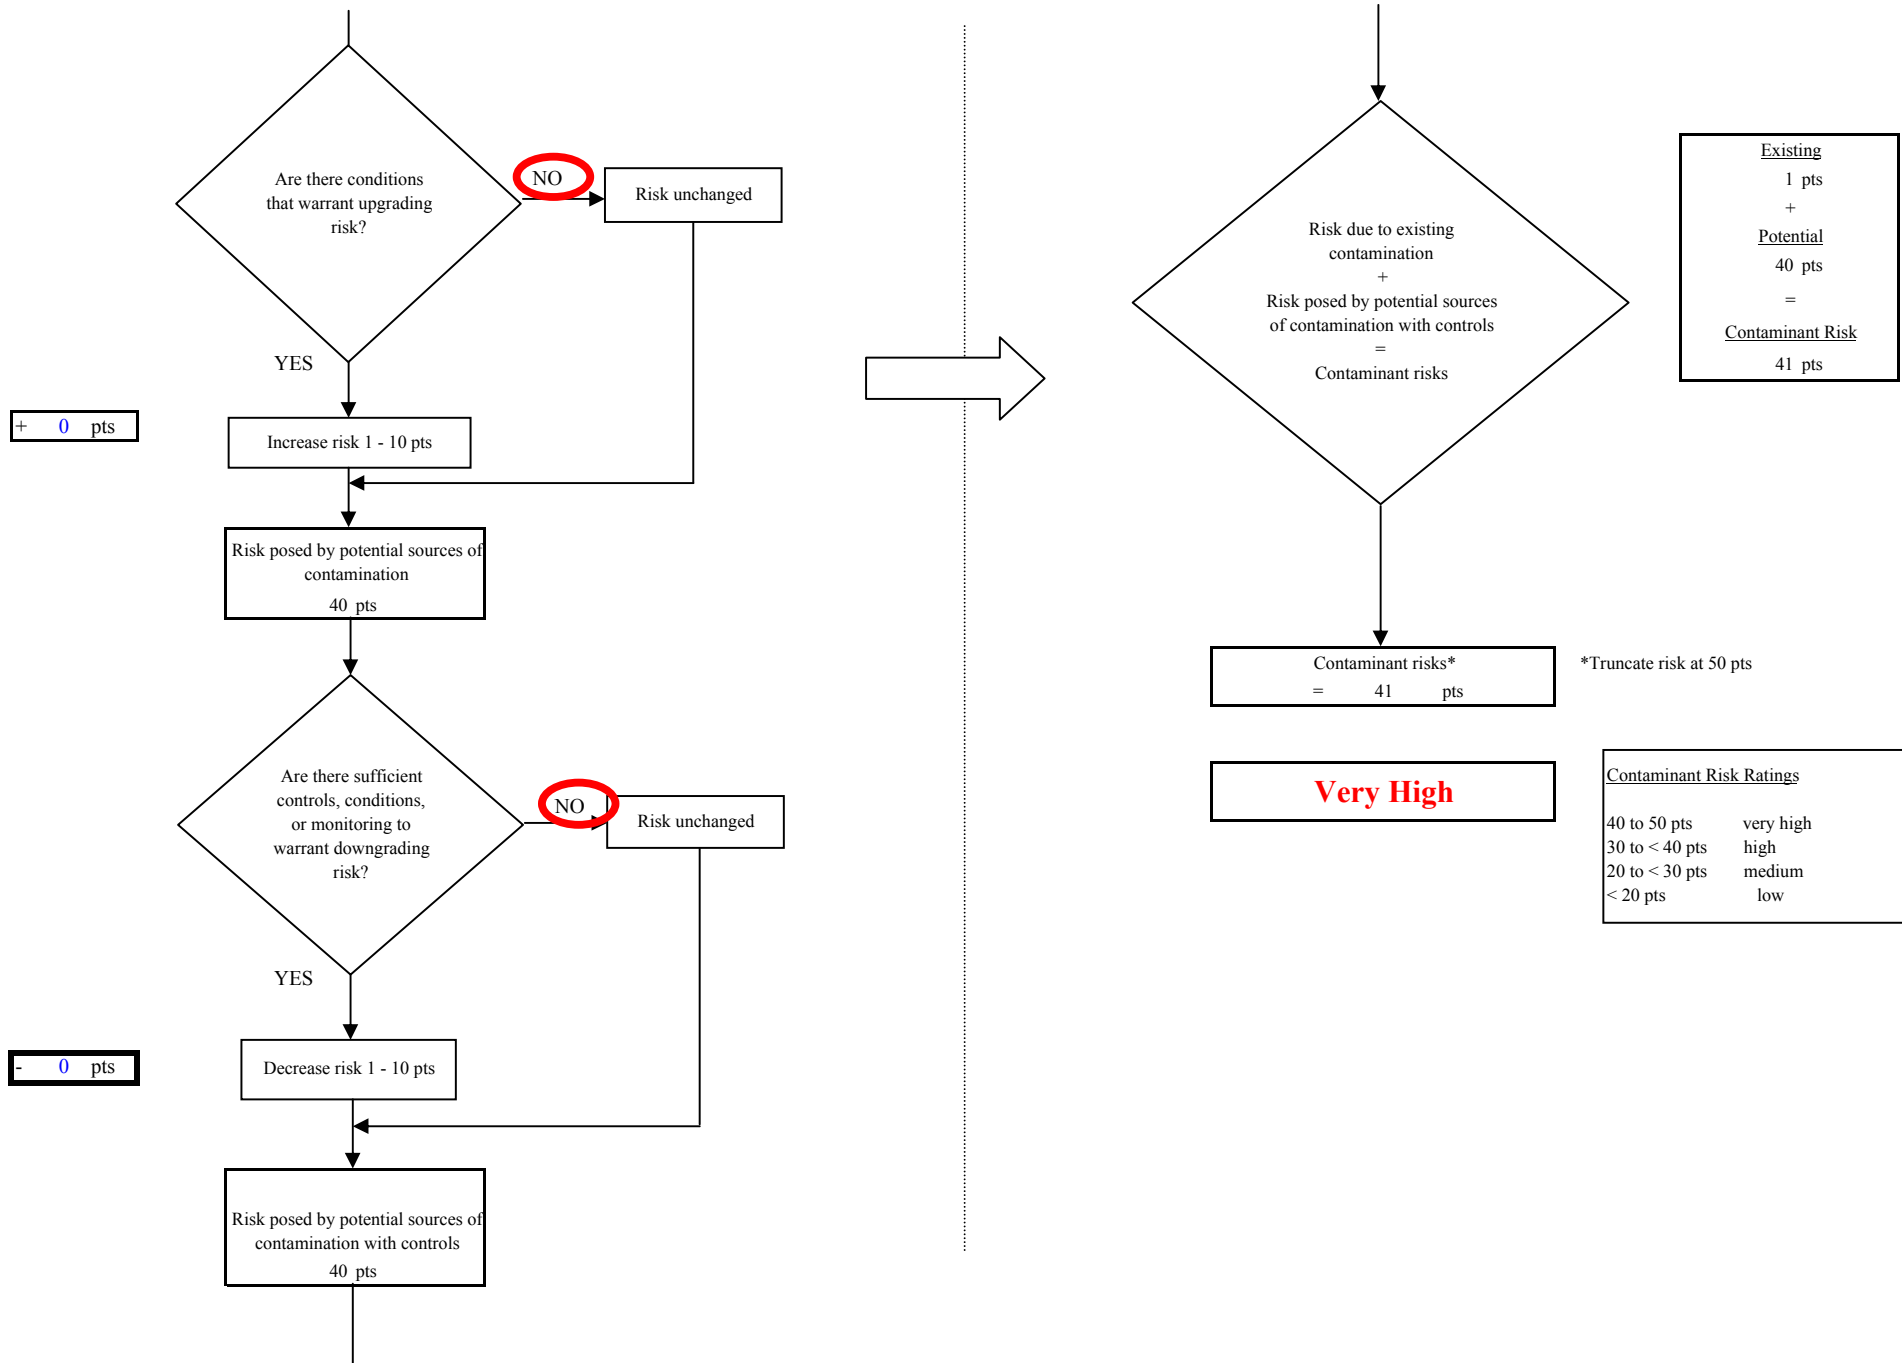 Are there conditions
that warrant upgrading
risk?
NO
Risk unchanged
YES
+ 0 pts
Increase risk 1 - 10 pts
Risk posed by potential sources of
contamination
40 pts
Are there sufficient
controls, conditions,
or monitoring to
warrant downgrading
risk?
NO
Risk unchanged
YES
- 0 pts
Decrease risk 1 - 10 pts
Risk posed by potential sources of
contamination with controls
40 pts
Risk due to existing
contamination
+
Risk posed by potential sources
of contamination with controls
=
Contaminant risks
Existing
1 pts
+
Potential
40 pts
=
Contaminant Risk
41 pts
Contaminant risks*
= 41 pts
*Truncate risk at 50 pts
Very High
Contaminant Risk Ratings
40 to 50 pts very high
30 to < 40 pts high
20 to < 30 pts medium
< 20 pts low